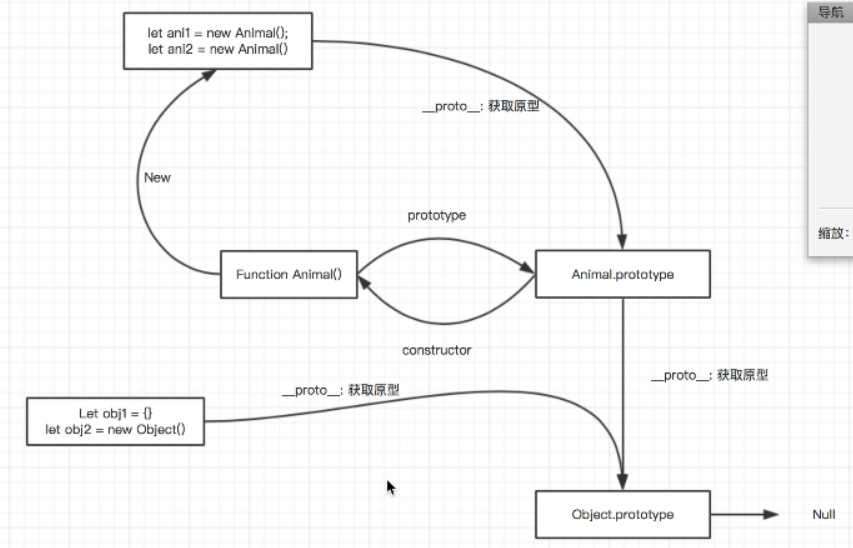 导航
let ani1 = new Animal();
let ani2 = new Animal()
__proto__: 获取原型
New
prototype
缩放:
Function Animal()
Animal.prototype
constructor
__proto__: 获取原型
__proto__: 获取原型
Let obj1 = {}
let obj2 = new Object()
Object.prototype
Null